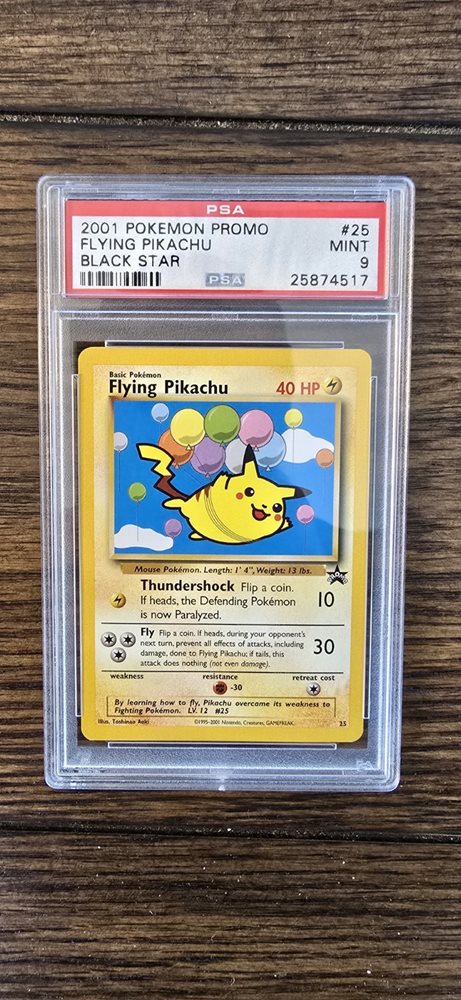 PSA
2001 POKEMON PROMO #25
FLYING PIKACHU MINT
BLACK STAR 9
PSA 25874517
Basic Pokémon
Flying Pikachu 40 HP
Mouse Pokémon. Length: 1' 4", Weight: 13 lbs.
PROMO
Thundershock Flip a coin.
If heads, the Defending Pokémon
is now Paralyzed.
10
Fly Flip a coin. If heads, during your opponent's
next turn, prevent all effects of attacks, including
damage, done to Flying Pikachu; if tails, this
attack does nothing (not even damage).
30
weakness resistance retreat cost
-30
By learning how to fly, Pikachu overcame its weakness to
Fighting Pokémon. LV. 12 #25
Illus. Toshinao Aoki ©1995-2001 Nintendo, Creatures, GAMEFREAK. 25
PSA